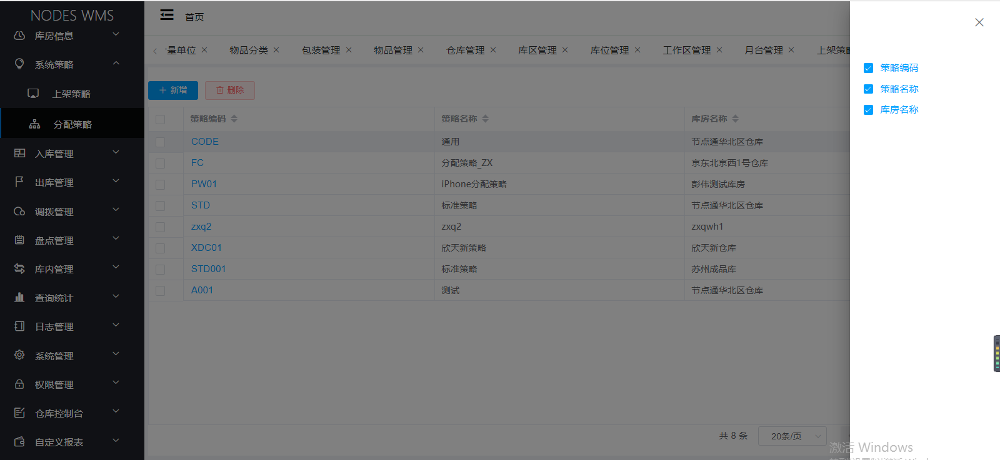 NODES WMS
库房信息
系统策略
上架策略
分配策略
入库管理
出库管理
调拨管理
盘点管理
库内管理
查询统计
日志管理
系统管理
权限管理
仓库控制台
自定义报表
首页
量单位 物品分类 包装管理 物品管理 仓库管理 库区管理 库位管理 工作区管理 月台管理 上架策略
新增 删除
策略编码 策略名称 库房名称
CODE 通用 节点通华北区仓库
FC 分配策略_ZX 京东北京西1号仓库
PW01 iPhone分配策略 彭伟测试库房
STD 标准策略 节点通华北区仓库
zxq2 zxq2 zxqwh1
XDC01 欣天新策略 欣天新仓库
STD001 标准策略 苏州成品库
A001 测试 节点通华北区仓库
共 8 条 20条/页
策略编码
策略名称
库房名称
激活 Windows